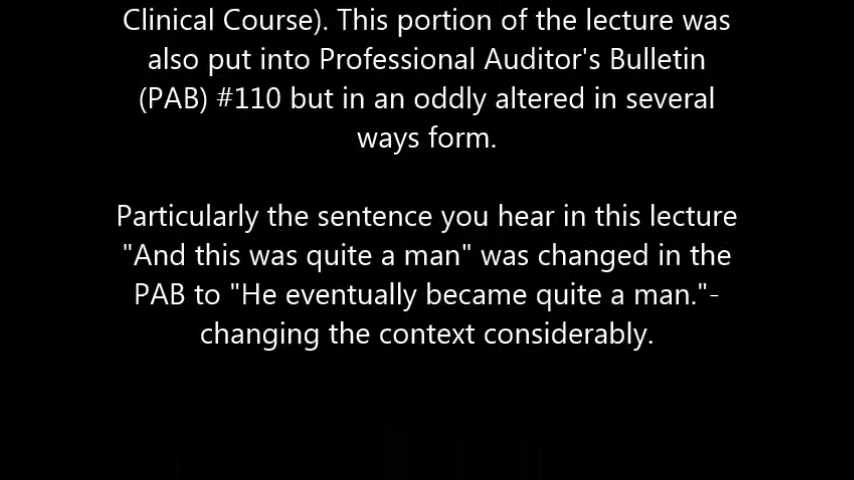 Clinical Course). This portion of the lecture was
also put into Professional Auditor's Bulletin
(PAB) #110 but in an oddly altered in several
ways form.
Particularly the sentence you hear in this lecture
"And this was quite a man" was changed in the
PAB to "He eventually became quite a man."-
changing the context considerably.